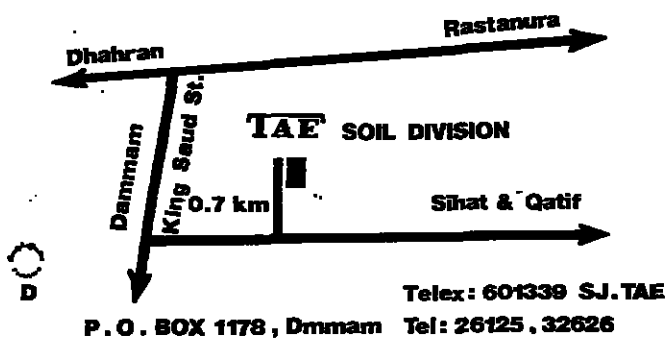 Rastanura
Dhahran
TAE SOIL DIVISION
Dammam
King Saud St.
0.7 km
Sihat & Qatif
D
Telex: 601339 SJ.TAE
P.O. BOX 1178, Dmmam Tel: 26125, 32626